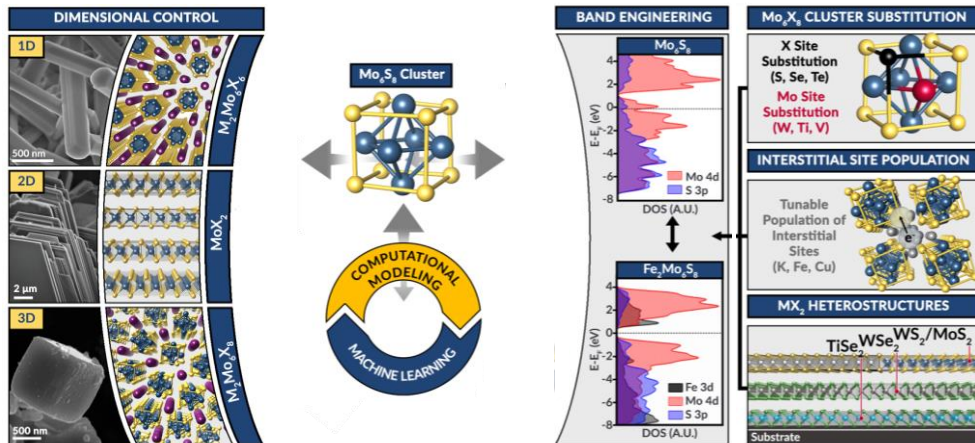 DIMENSIONAL CONTROL
1D
500 nm
M₂Mo₆X₆
2D
2 μm
MoX₂
3D
500 nm
M₂Mo₆X₈
Mo₆S₈ Cluster
COMPUTATIONAL
MODELING
MACHINE LEARNING
BAND ENGINEERING
Mo₆S₈
4
2
0
-2
-4
-6
-8
E-E_F (eV)
Mo 4d
S 3p
DOS (A.U.)
Fe₂Mo₆S₈
4
2
0
-2
-4
-6
-8
E-E_F (eV)
Fe 3d
Mo 4d
S 3p
DOS (A.U.)
Mo₆X₈ CLUSTER SUBSTITUTION
X Site
Substitution
(S, Se, Te)
Mo Site
Substitution
(W, Ti, V)
INTERSTITIAL SITE POPULATION
Tunable
Population of
Interstitial
Sites
(K, Fe, Cu)
e⁻
MX₂ HETEROSTRUCTURES
TiSe₂ WSe₂ WS₂/MoS₂
Substrate